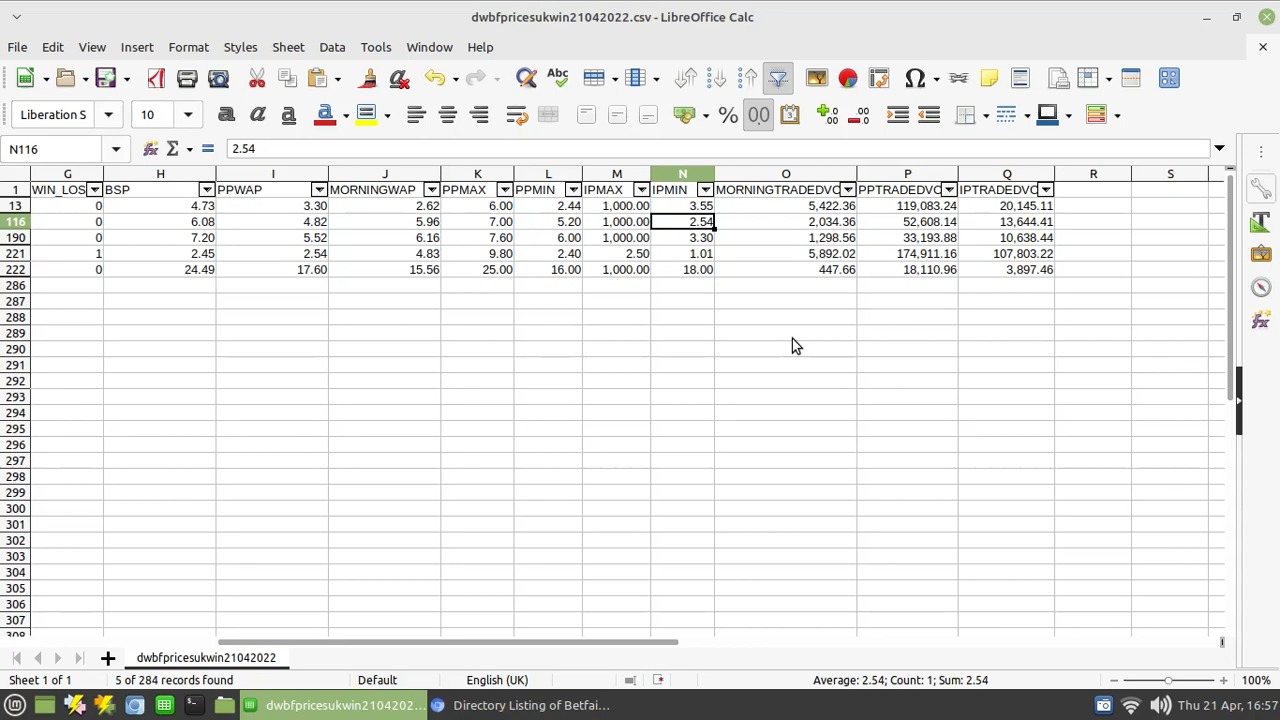 dwbfpricesukwin21042022.csv - LibreOffice Calc
File Edit View Insert Format Styles Sheet Data Tools Window Help
Liberation S 10
N116 2.54
G H I J K L M N O P Q R S
1 WIN_LOS BSP PPWAP MORNINGWAP PPMAX PPMIN IPMAX IPMIN MORNINGTRADEDVO PPTRADEDVO IPTRADEDVO
13 0 4.73 3.30 2.62 6.00 2.44 1,000.00 3.55 5,422.36 119,083.24 20,145.11
116 0 6.08 4.82 5.96 7.00 5.20 1,000.00 2.54 2,034.36 52,608.14 13,644.41
190 0 7.20 5.52 6.16 7.60 6.00 1,000.00 3.30 1,298.56 33,193.88 10,638.44
221 1 2.45 2.54 4.83 9.80 2.40 2.50 1.01 5,892.02 174,911.16 107,803.22
222 0 24.49 17.60 15.56 25.00 16.00 1,000.00 18.00 447.66 18,110.96 3,897.46
286
287
288
289
290
291
292
293
294
295
296
297
298
299
300
301
302
303
304
305
306
307
308
dwbfpricesukwin21042022
Sheet 1 of 1 5 of 284 records found Default English (UK) Average: 2.54; Count: 1; Sum: 2.54 100%
dwbfpricesukwin2104202... Directory Listing of Betfai... Thu 21 Apr, 16:57